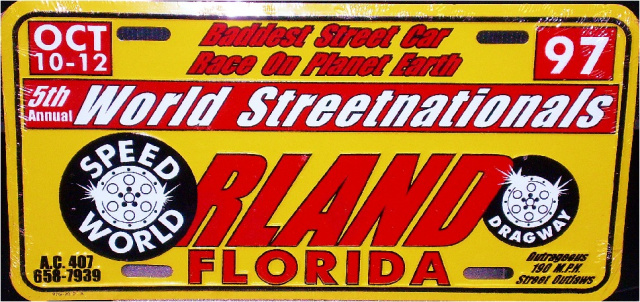 OCT
10-12
Baddest Street Car
Race On Planet Earth
97
5th
Annual
World Streetnationals
SPEED
WORLD
RLAND
DRAGWAY
FLORIDA
A.C. 407
658-7939
Outrageous
190 M.P.H.
Street Outlaws